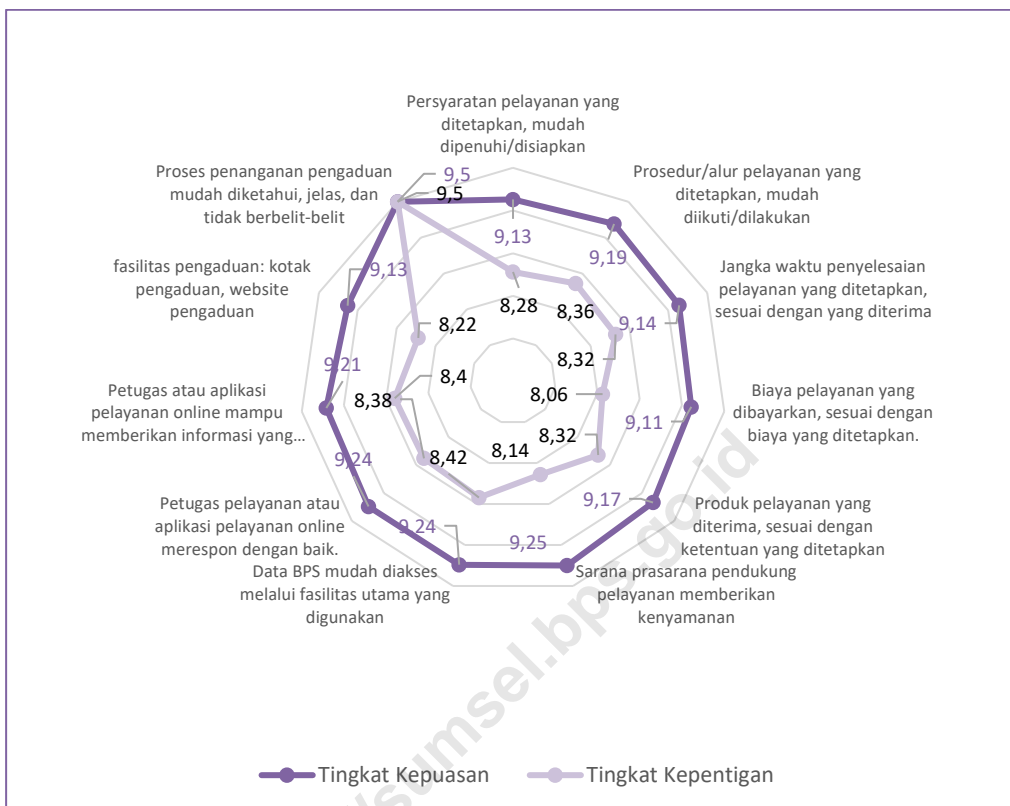 Persyaratan pelayanan yang
ditetapkan, mudah
dipenuhi/disiapkan
Prosedur/alur pelayanan yang
ditetapkan, mudah
diikuti/dilakukan
Jangka waktu penyelesaian
pelayanan yang ditetapkan,
sesuai dengan yang diterima
Biaya pelayanan yang
dibayarkan, sesuai dengan
biaya yang ditetapkan.
Produk pelayanan yang
diterima, sesuai dengan
ketentuan yang ditetapkan
Sarana prasarana pendukung
pelayanan memberikan
kenyamanan
Data BPS mudah diakses
melalui fasilitas utama yang
digunakan
Petugas pelayanan atau
aplikasi pelayanan online
merespon dengan baik.
Petugas atau aplikasi
pelayanan online mampu
memberikan informasi yang...
fasilitas pengaduan: kotak
pengaduan, website
pengaduan
Proses penanganan pengaduan
mudah diketahui, jelas, dan
tidak berbelit-belit
9,13
9,19
9,14
9,11
9,17
9,25
9,24
9,24
9,21
9,13
9,5
8,28
8,36
8,32
8,06
8,32
8,14
8,42
8,38
8,4
8,22
9,5
Tingkat Kepuasan
Tingkat Kepentigan
/sumsel.bps.go.id